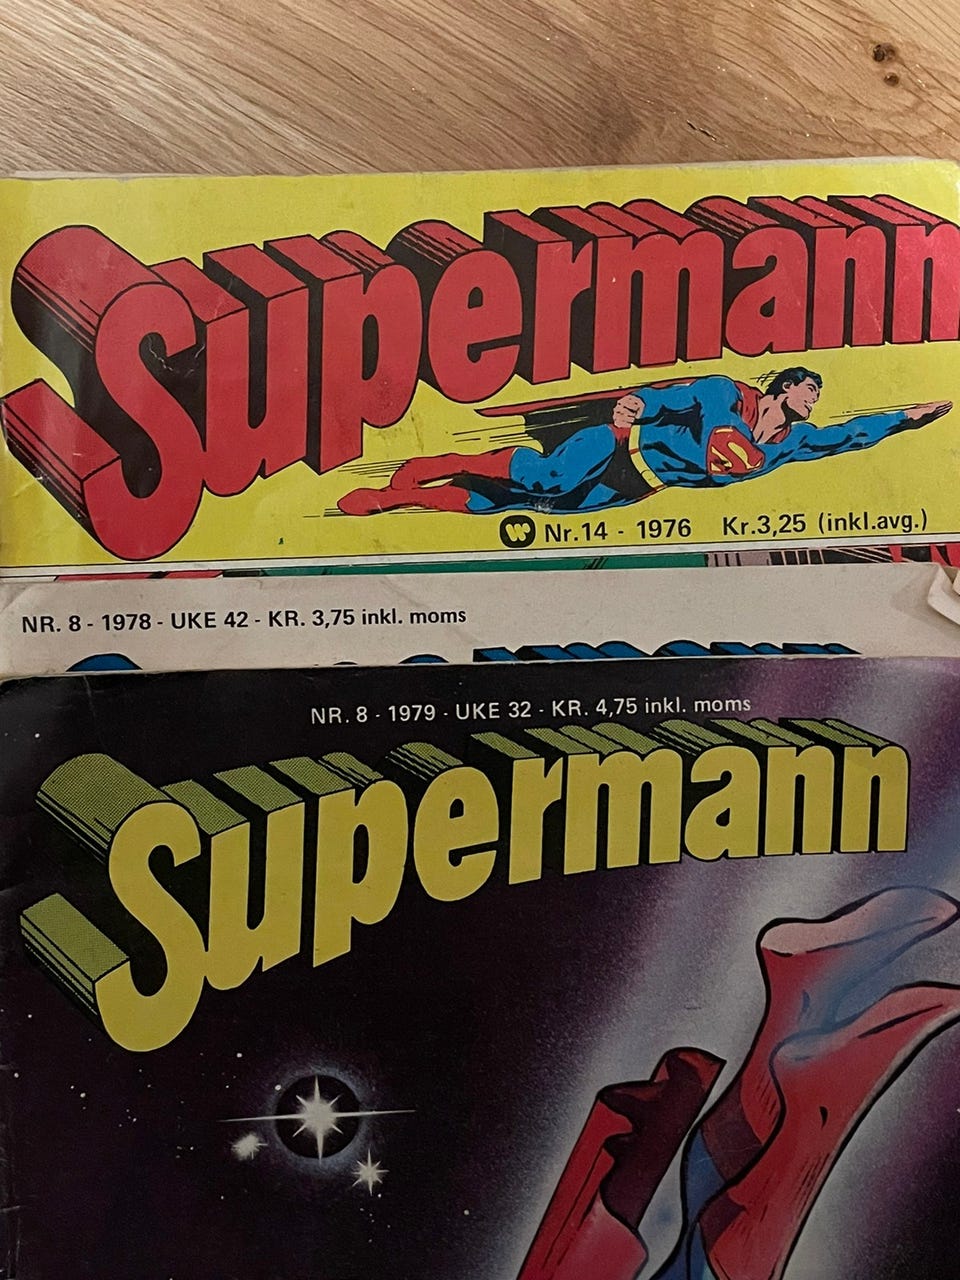 Supermann
Nr.14 - 1976 Kr.3,25 (inkl.avg.)
NR. 8 - 1978 - UKE 42 - KR. 3,75 inkl. moms
NR. 8 - 1979 - UKE 32 - KR. 4,75 inkl. moms
Supermann